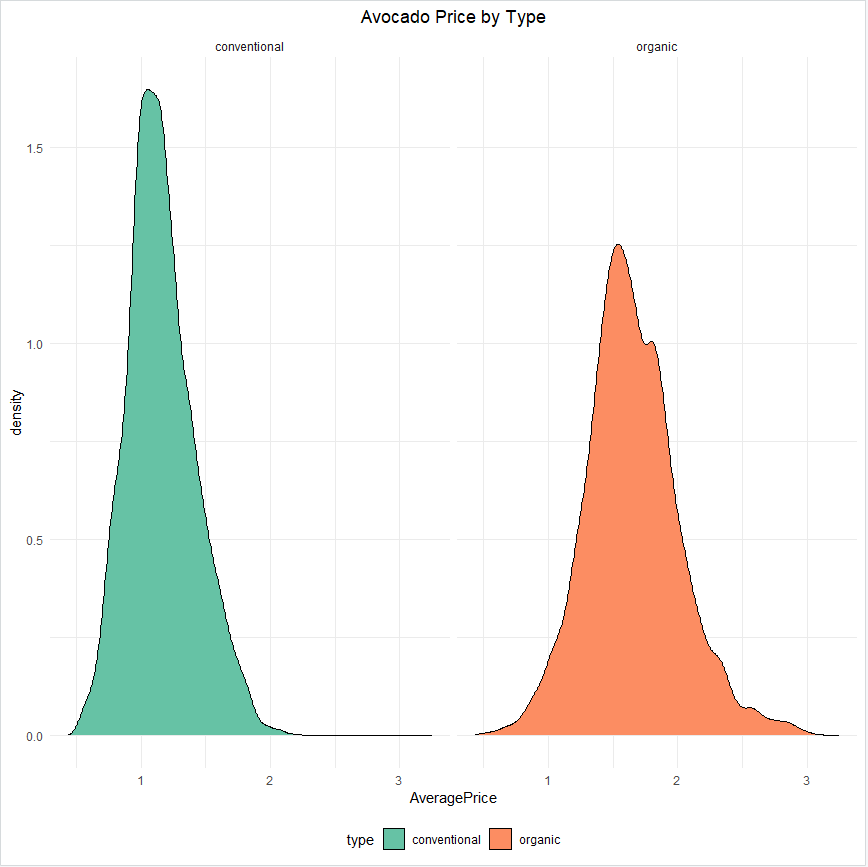 Avocado Price by Type
conventional organic
1.5
1.0
0.5
0.0
density
1 2 3 1 2 3
AveragePrice
type conventional organic